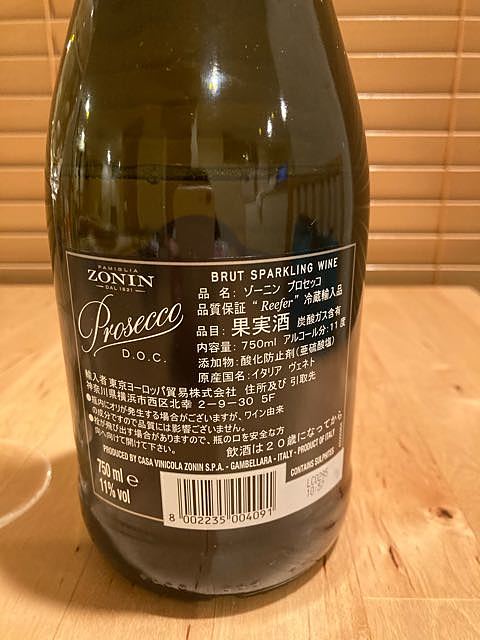 FAMIGLIA
ZONIN
DAL 1821
Prosecco
D.O.C.
BRUT SPARKLING WINE
品 名: ゾーニン プロセッコ
品質保証 “Reefer” 冷蔵輸入品
品目: 果実酒 炭酸ガス含有
内容量: 750ml アルコール分: 11 度
添加物: 酸化防止剤(亜硫酸塩)
原産国名: イタリア ヴェネト
輸入者 東京ヨーロッパ貿易株式会社 住所及び 引取先
神奈川県横浜市西区北幸 2-9-30 5F
●瓶内にオリが発生する場合がございますが、ワイン由来
の成分ですので品質には影響ございません。
●栓が飛び出す場合がありますので、瓶の口を安全な方
向へ向けて開けて下さい。
飲酒は20歳になってから
PRODUCED BY CASA VINICOLA ZONIN S.P.A. - GAMBELLARA - ITALY - PRODUCT OF ITALY
750 ml e
11% vol
CONTAINS SULPHITES
8 002235 004091